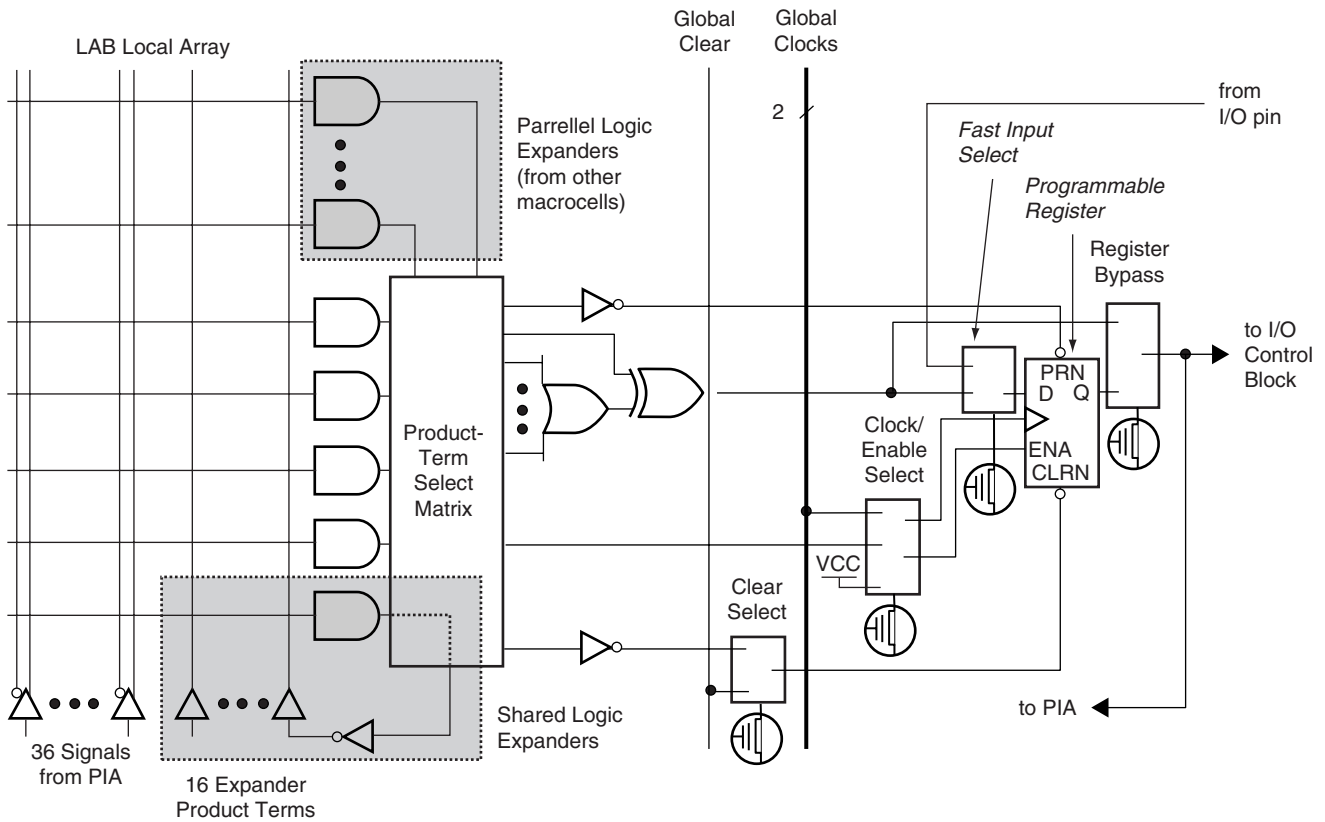 LAB Local Array
Global
Clear
Global
Clocks
2
from
I/O pin
Parrellel Logic
Expanders
(from other
macrocells)
Fast Input
Select
Programmable
Register
Register
Bypass
to I/O
Control
Block
PRN
D Q
ENA
CLRN
Product-
Term
Select
Matrix
Clock/
Enable
Select
VCC
Clear
Select
to PIA
Shared Logic
Expanders
36 Signals
from PIA
16 Expander
Product Terms